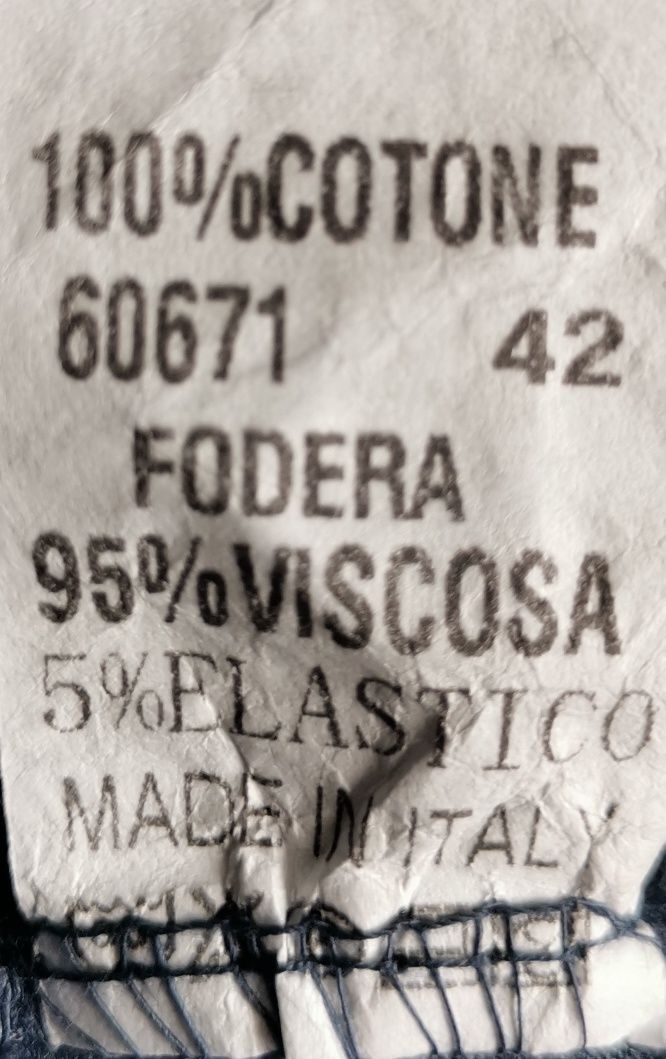 100%COTONE
60671 42
FODERA
95%VISCOSA
5%ELASTICO
MADE IN ITALY